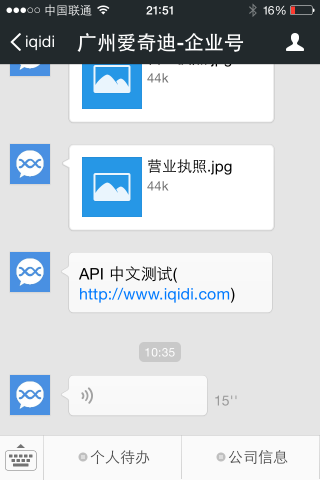 中国联通 21:51 16%
iqidi 广州爱奇迪-企业号
44k
营业执照.jpg
44k
API 中文测试(
http://www.iqidi.com)
10:35
15''
个人待办 公司信息